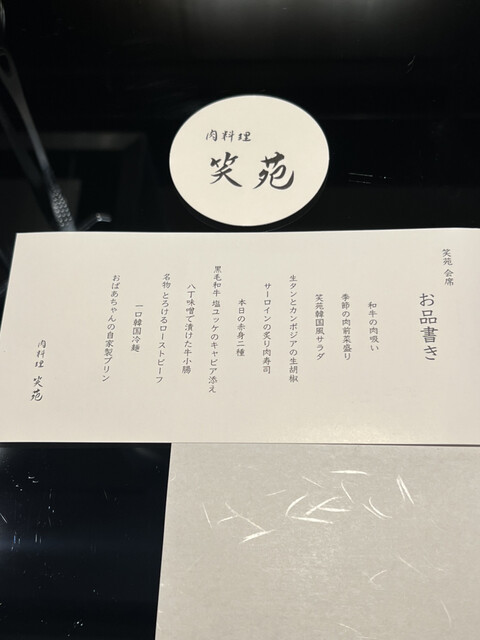 肉料理
笑苑
笑苑 会席
お品書き
和牛の肉吸い
季節の肉前菜盛り
笑苑韓国風サラダ
生タンとカンボジアの生胡椒
サーロインの炙り肉寿司
本日の赤身二種
黒毛和牛 塩ユッケのキャビア添え
八丁味噌で漬けた牛小腸
名物 とろけるローストビーフ
一口韓国冷麺
おばあちゃんの自家製プリン
肉料理 笑苑